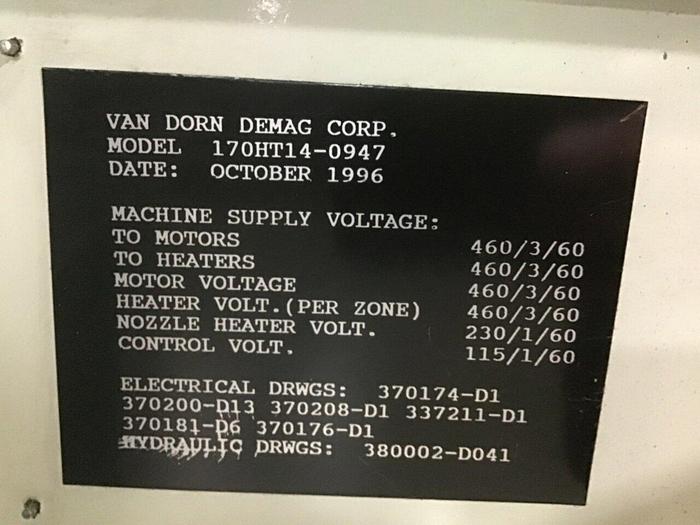 VAN DORN DEMAG CORP.
MODEL 170HT14-0947
DATE: OCTOBER 1996
MACHINE SUPPLY VOLTAGE:
TO MOTORS 460/3/60
TO HEATERS 460/3/60
MOTOR VOLTAGE 460/3/60
HEATER VOLT.(PER ZONE) 460/3/60
NOZZLE HEATER VOLT. 230/1/60
CONTROL VOLT. 115/1/60
ELECTRICAL DRWGS: 370174-D1
370200-D13 370208-D1 337211-D1
370181-D6 370176-D1
HYDRAULIC DRWGS: 380002-D041